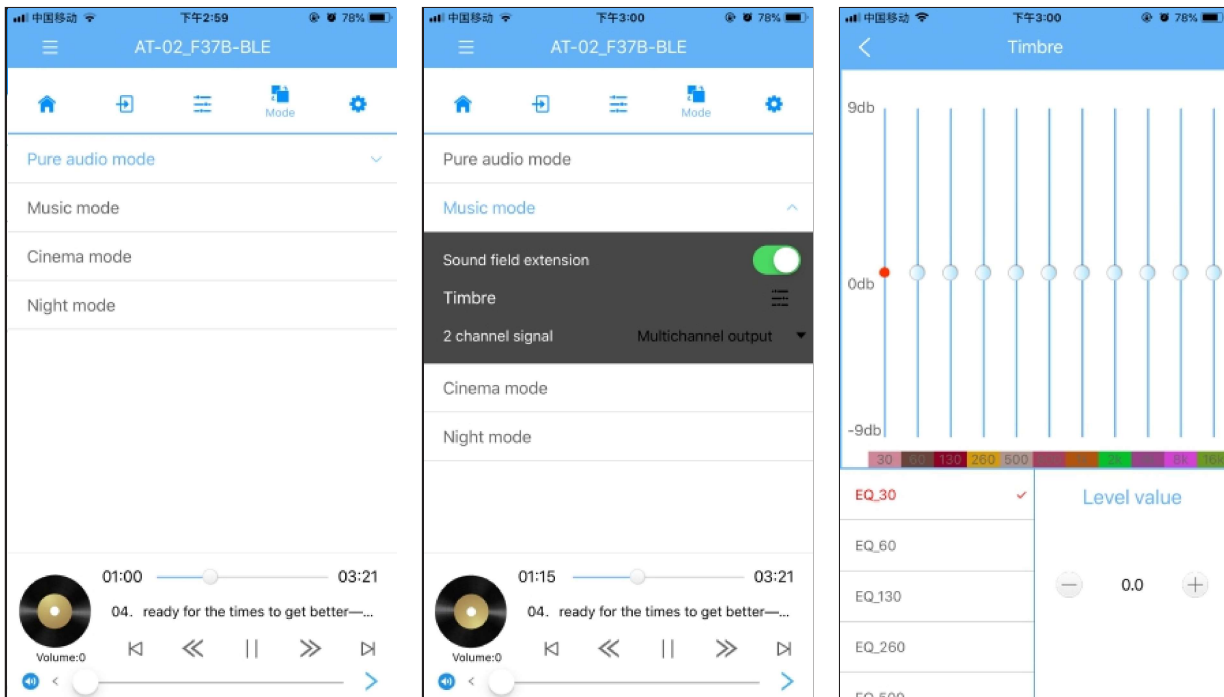 中国移动 下午2:59 78%
AT-02_F37B-BLE
Mode
Pure audio mode
Music mode
Cinema mode
Night mode
01:00 03:21
04. ready for the times to get better—...
Volume:0
中国移动 下午3:00 78%
AT-02_F37B-BLE
Mode
Pure audio mode
Music mode
Sound field extension
Timbre
2 channel signal Multichannel output
Cinema mode
Night mode
01:15 03:21
04. ready for the times to get better—...
Volume:0
中国移动 下午3:00 78%
Timbre
9db
0db
-9db
30 60 130 260 500 2k 8k 16k
EQ_30 Level value
EQ_60
EQ_130 0.0
EQ_260
EQ_500